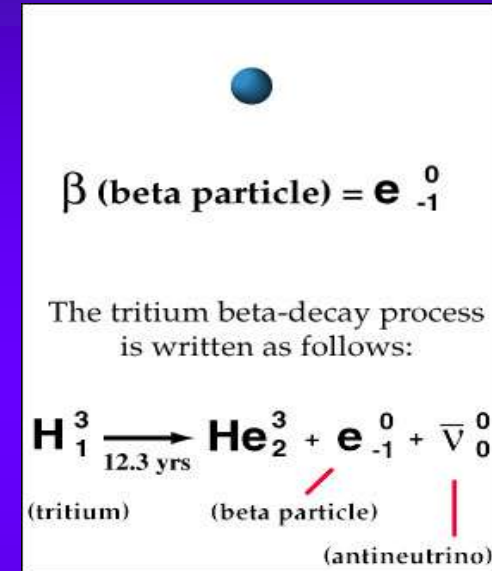 β (beta particle) = e 0 -1
The tritium beta-decay process
is written as follows:
H 3 1 → He 3 2 + e 0 -1 + ν̅ 0 0
12.3 yrs
(tritium) (beta particle)
(antineutrino)